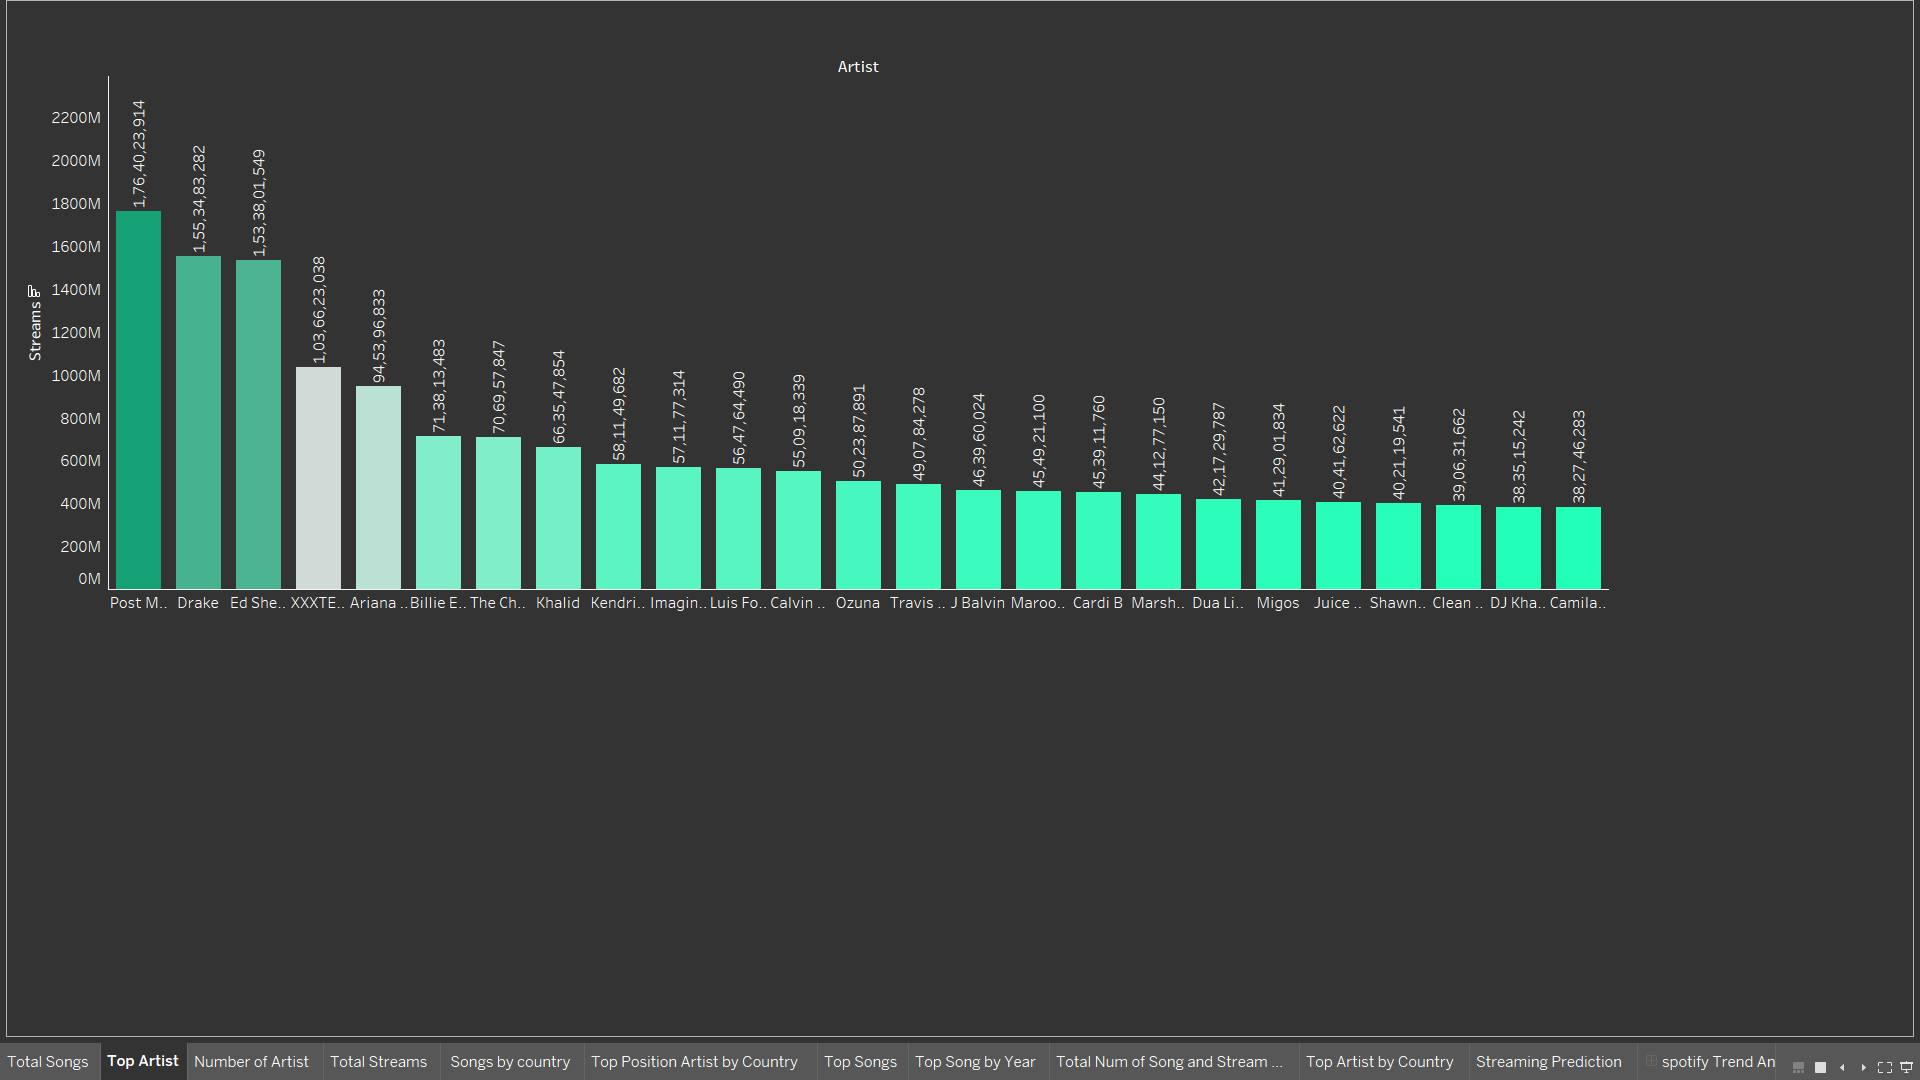 Artist
2200M
2000M
1800M
1600M
1400M
1200M
1000M
800M
600M
400M
200M
0M
Streams
1,76,40,23,914
1,55,34,83,282
1,53,38,01,549
1,03,66,23,038
94,53,96,833
71,38,13,483
70,69,57,847
66,35,47,854
58,11,49,682
57,11,77,314
56,47,64,490
55,09,18,339
50,23,87,891
49,07,84,278
46,39,60,024
45,49,21,100
45,39,11,760
44,12,77,150
42,17,29,787
41,29,01,834
40,41,62,622
40,21,19,541
39,06,31,662
38,35,15,242
38,27,46,283
Post M.. Drake Ed She.. XXXTE.. Ariana .. Billie E.. The Ch.. Khalid Kendri.. Imagin.. Luis Fo.. Calvin .. Ozuna Travis .. J Balvin Maroo.. Cardi B Marsh.. Dua Li.. Migos Juice .. Shawn.. Clean .. DJ Kha.. Camila..
Total Songs Top Artist Number of Artist Total Streams Songs by country Top Position Artist by Country Top Songs Top Song by Year Total Num of Song and Stream ... Top Artist by Country Streaming Prediction spotify Trend An